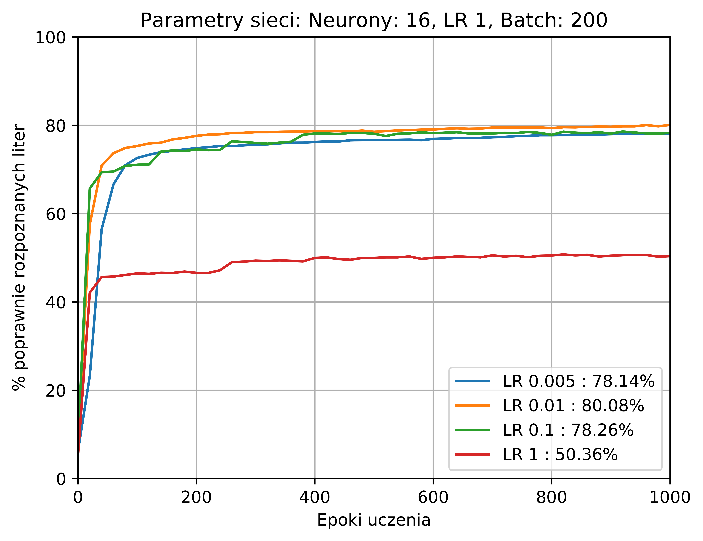 Parametry sieci: Neurony: 16, LR 1, Batch: 200
% poprawnie rozpoznanych liter
100
80
60
40
20
0
0 200 400 600 800 1000
Epoki uczenia
LR 0.005 : 78.14%
LR 0.01 : 80.08%
LR 0.1 : 78.26%
LR 1 : 50.36%